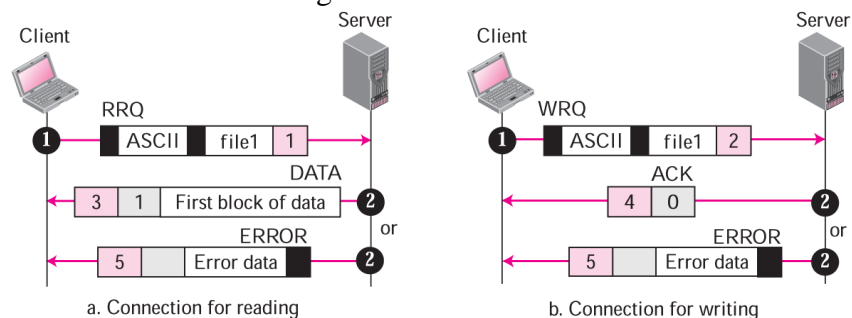 Client
Server
RRQ
1 ASCII file1 1
DATA
3 1 First block of data 2
or
ERROR
5 Error data 2
a. Connection for reading
Client
Server
WRQ
1 ASCII file1 2
ACK
4 0 2
or
ERROR
5 Error data 2
b. Connection for writing